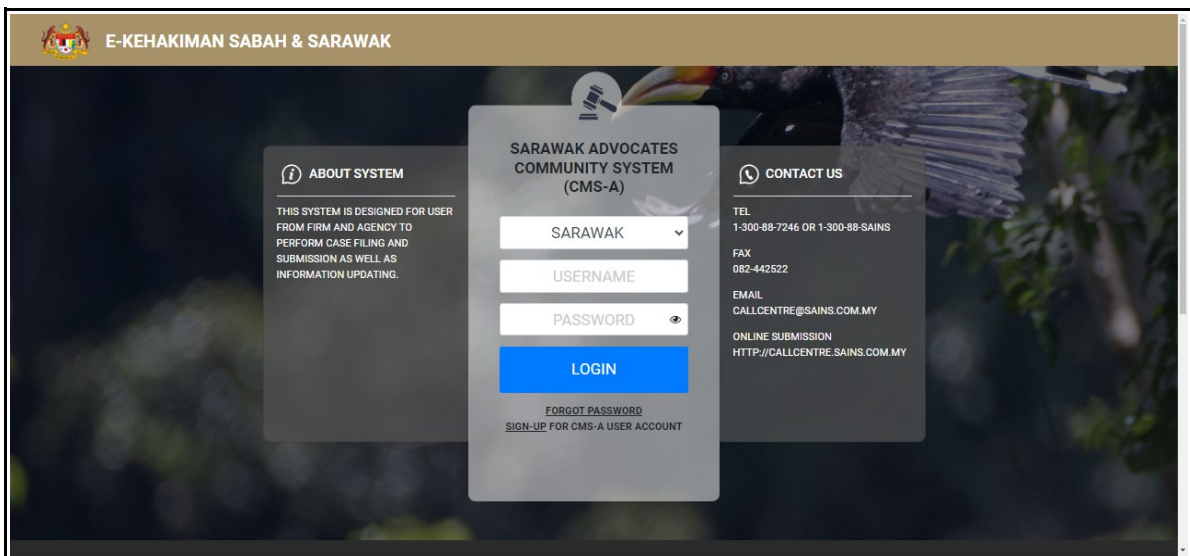 E-KEHAKIMAN SABAH & SARAWAK
ABOUT SYSTEM
THIS SYSTEM IS DESIGNED FOR USER
FROM FIRM AND AGENCY TO
PERFORM CASE FILING AND
SUBMISSION AS WELL AS
INFORMATION UPDATING.
SARAWAK ADVOCATES
COMMUNITY SYSTEM
(CMS-A)
SARAWAK
USERNAME
PASSWORD
LOGIN
FORGOT PASSWORD
SIGN-UP FOR CMS-A USER ACCOUNT
CONTACT US
TEL
1-300-88-7246 OR 1-300-88-SAINS
FAX
082-442522
EMAIL
CALLCENTRE@SAINS.COM.MY
ONLINE SUBMISSION
HTTP://CALLCENTRE.SAINS.COM.MY